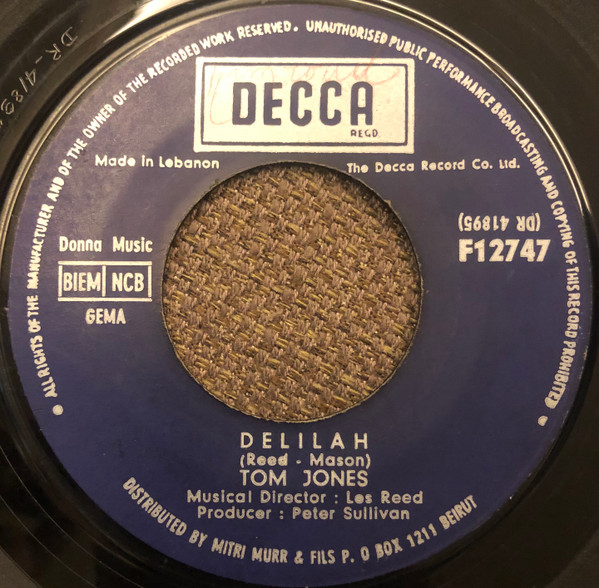 ALL RIGHTS OF THE MANUFACTURER AND OF THE OWNER OF THE RECORDED WORK RESERVED. UNAUTHORISED PUBLIC PERFORMANCE BROADCASTING AND COPYING OF THIS RECORD PROHIBITED
DECCA
REGD.
Made in Lebanon
The Decca Record Co. Ltd.
(DR 41895)
F12747
Donna Music
BIEM NCB
GEMA
DELILAH
(Reed - Mason)
TOM JONES
Musical Director : Les Reed
Producer : Peter Sullivan
DISTRIBUTED BY MITRI MURR & FILS P. O BOX 1211 BEIRUT